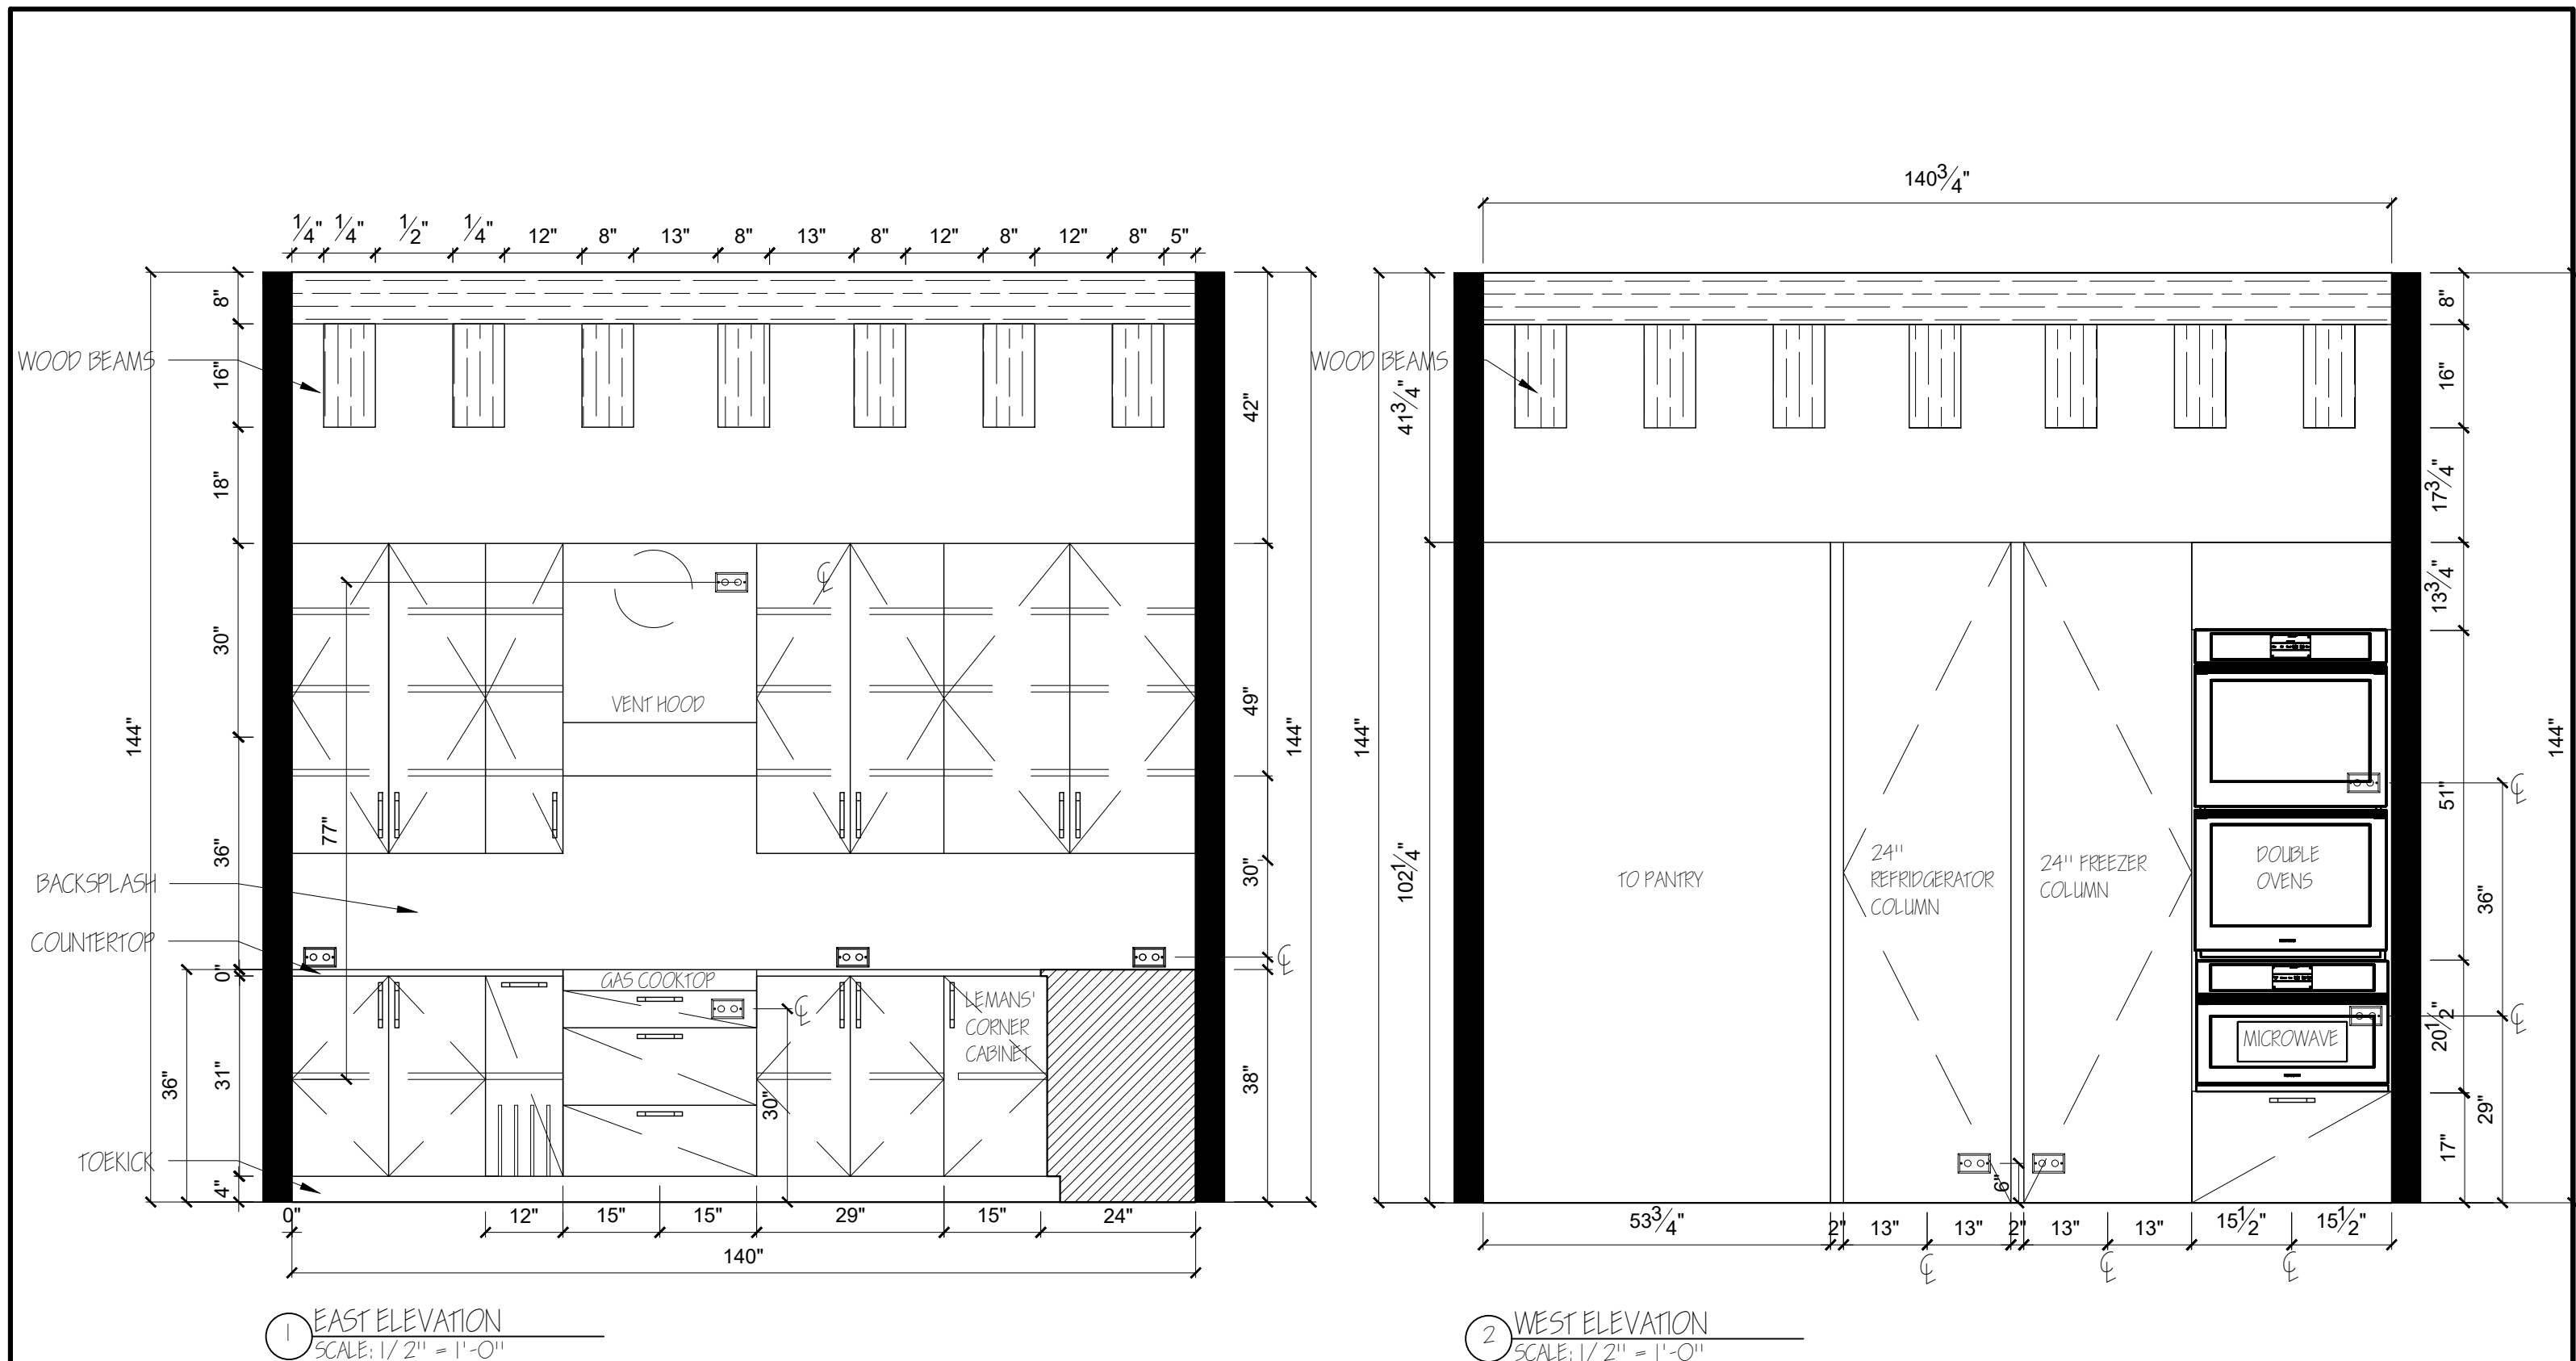 1/4" 1/4" 1/2" 1/4" 12" 8" 13" 8" 13" 8" 12" 8" 12" 8" 5"
8"
16"
18"
30"
36"
0"
31"
4"
144"
36"
WOOD BEAMS
BACKSPLASH
COUNTERTOP
TOEKICK
77"
VENT HOOD
GAS COOKTOP
LEMANS'
CORNER
CABINET
30"
42"
49"
30"
38"
144"
0" 12" 15" 15" 29" 15" 24"
140"
1 EAST ELEVATION
SCALE: 1/2" = 1'-0"
140 3/4"
WOOD BEAMS
144"
41 3/4"
102 1/4"
TO PANTRY
24"
REFRIDGERATOR
COLUMN
24" FREEZER
COLUMN
DOUBLE
OVENS
MICROWAVE
6"
8"
16"
17 3/4"
13 3/4"
51"
20 1/2"
17"
36"
29"
144"
53 3/4" 2" 13" 13" 2" 13" 13" 15 1/2" 15 1/2"
2 WEST ELEVATION
SCALE: 1/2" = 1'-0"